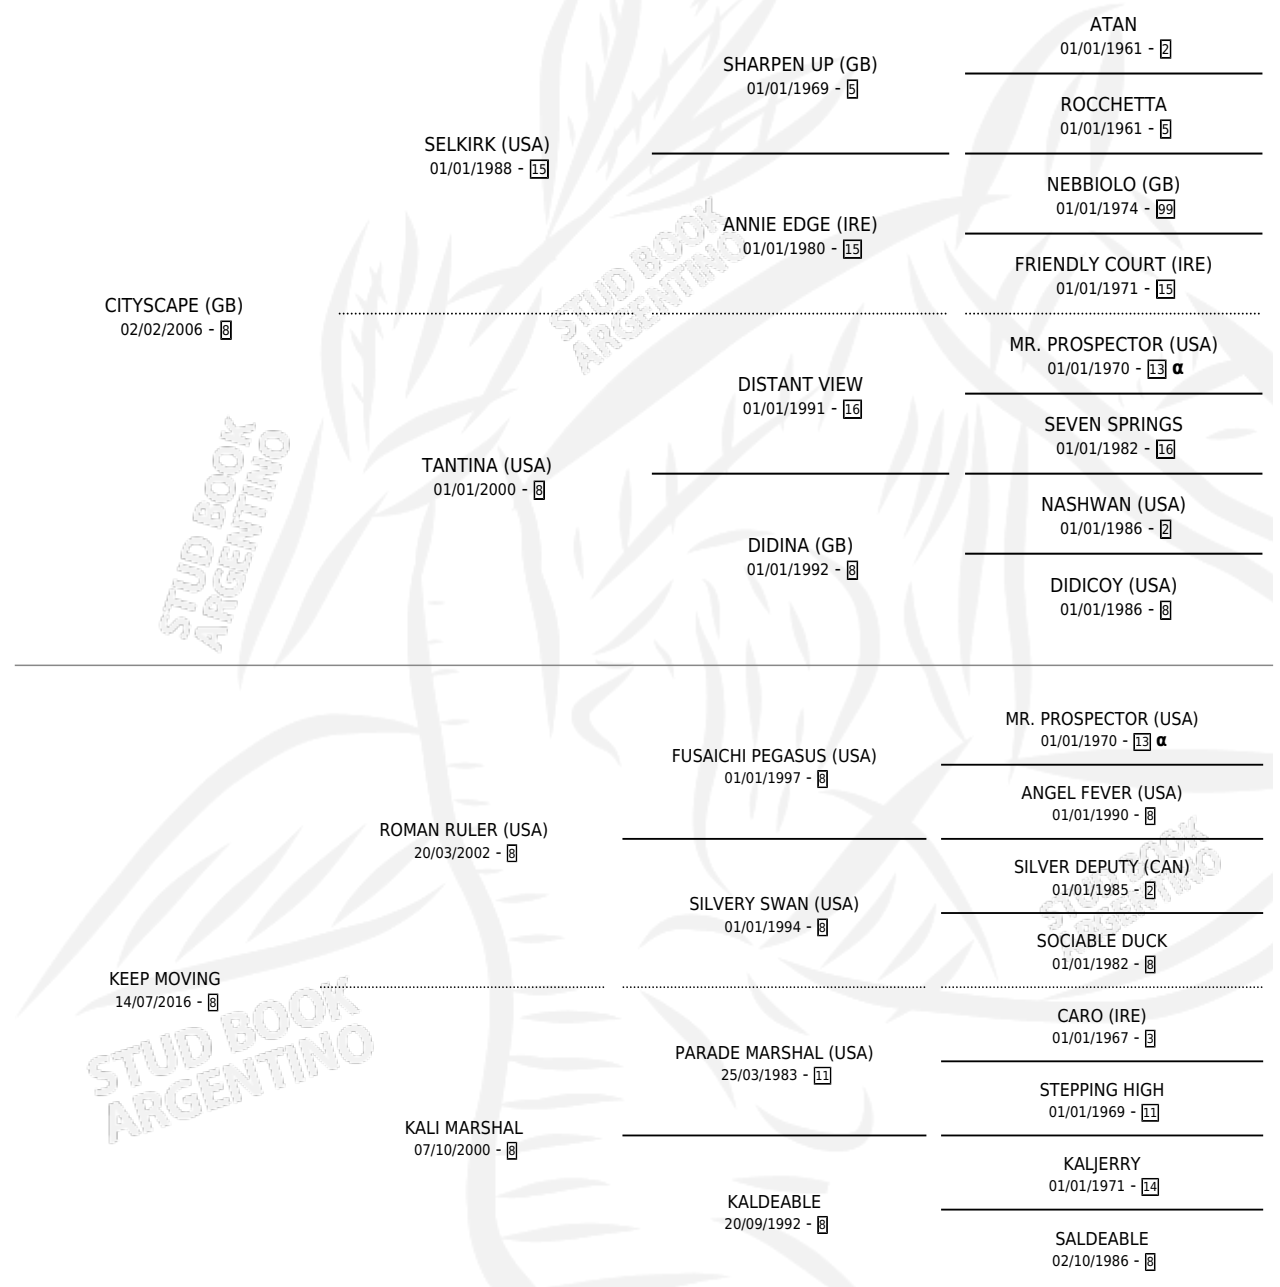 ATAN
01/01/1961 - 2
SHARPEN UP (GB)
01/01/1969 - 5
ROCCHETTA
01/01/1961 - 5
SELKIRK (USA)
01/01/1988 - 15
NEBBIOLO (GB)
01/01/1974 - 99
ANNIE EDGE (IRE)
01/01/1980 - 15
FRIENDLY COURT (IRE)
01/01/1971 - 15
CITYSCAPE (GB)
02/02/2006 - 8
MR. PROSPECTOR (USA)
01/01/1970 - 13 α
DISTANT VIEW
01/01/1991 - 16
SEVEN SPRINGS
01/01/1982 - 16
TANTINA (USA)
01/01/2000 - 8
NASHWAN (USA)
01/01/1986 - 2
DIDINA (GB)
01/01/1992 - 8
DIDICOY (USA)
01/01/1986 - 8
MR. PROSPECTOR (USA)
01/01/1970 - 13 α
FUSAICHI PEGASUS (USA)
01/01/1997 - 8
ANGEL FEVER (USA)
01/01/1990 - 8
ROMAN RULER (USA)
20/03/2002 - 8
SILVER DEPUTY (CAN)
01/01/1985 - 2
SILVERY SWAN (USA)
01/01/1994 - 8
SOCIABLE DUCK
01/01/1982 - 8
KEEP MOVING
14/07/2016 - 8
CARO (IRE)
01/01/1967 - 3
PARADE MARSHAL (USA)
25/03/1983 - 11
STEPPING HIGH
01/01/1969 - 11
KALI MARSHAL
07/10/2000 - 8
KALJERRY
01/01/1971 - 14
KALDEABLE
20/09/1992 - 8
SALDEABLE
02/10/1986 - 8
STUD BOOK
ARGENTINO
STUD BOOK
ARGENTINO
STUD BOOK
ARGENTINO
STUD BOOK
ARGENTINO